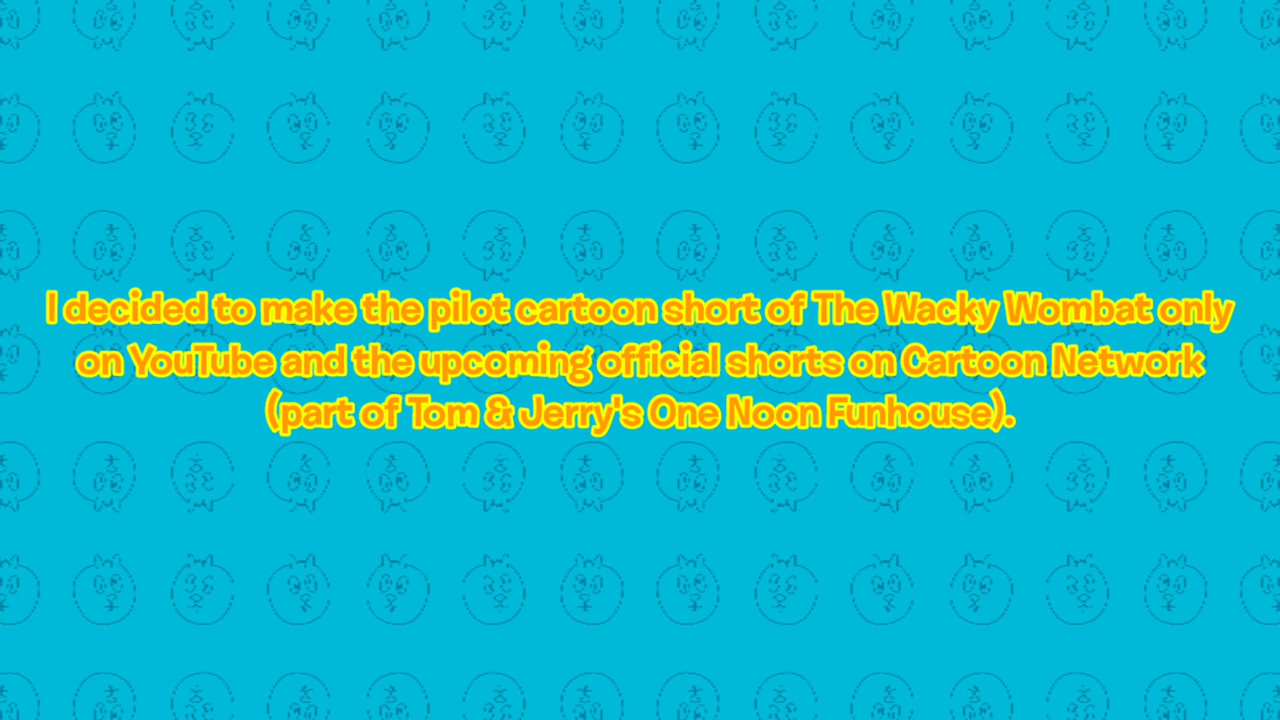 I decided to make the pilot cartoon short of The Wacky Wombat only
on YouTube and the upcoming official shorts on Cartoon Network
(part of Tom & Jerry's One Noon Funhouse).